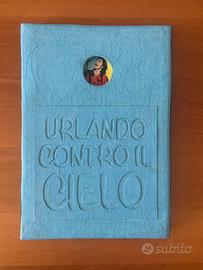 URLANDO
CONTRO IL
CIELO
subito